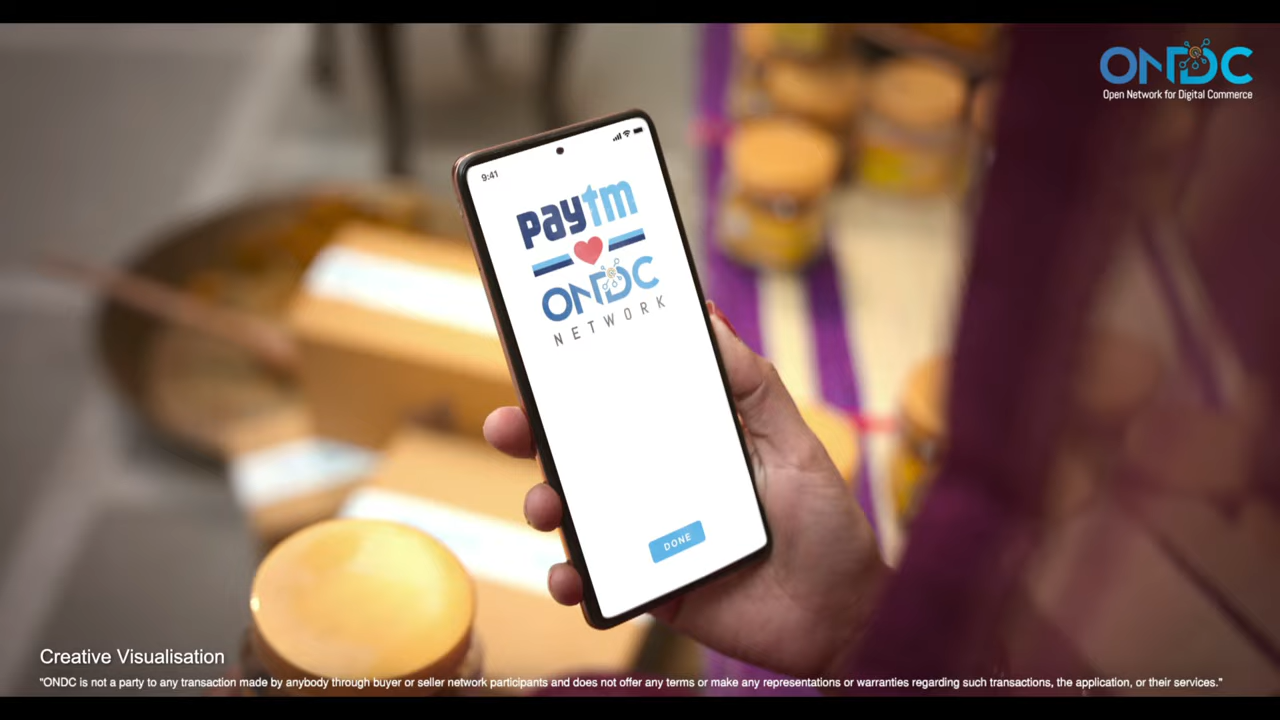 ONDC
Open Network for Digital Commerce
9:41
paytm
ONDC
NETWORK
DONE
Creative Visualisation
"ONDC is not a party to any transaction made by anybody through buyer or seller network participants and does not offer any terms or make any representations or warranties regarding such transactions, the application, or their services."